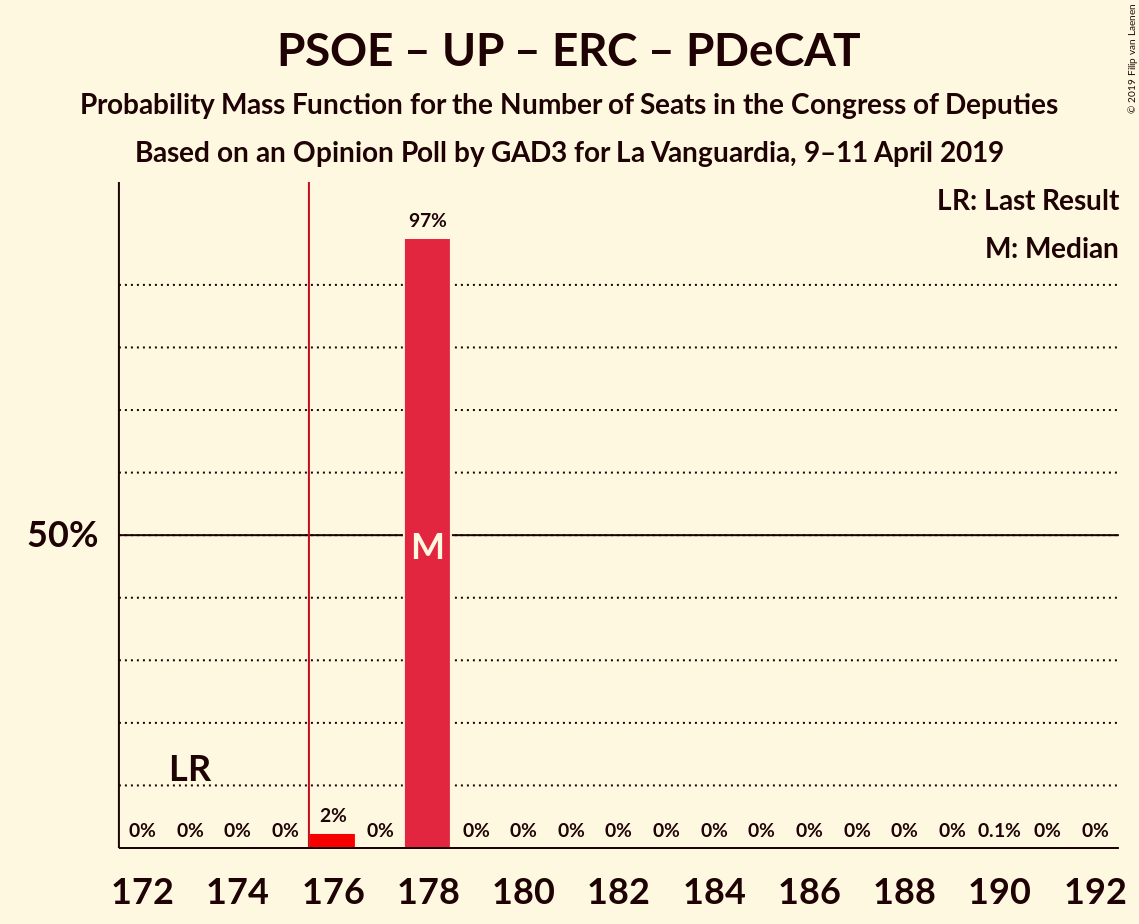 PSOE – UP – ERC – PDeCAT
Probability Mass Function for the Number of Seats in the Congress of Deputies
Based on an Opinion Poll by GAD3 for La Vanguardia, 9–11 April 2019
© 2019 Filip van Laenen
LR: Last Result
M: Median
97%
50%
M
LR
0% 0% 0% 0% 2% 0% 0% 0% 0% 0% 0% 0% 0% 0% 0% 0% 0% 0.1% 0% 0%
172 174 176 178 180 182 184 186 188 190 192